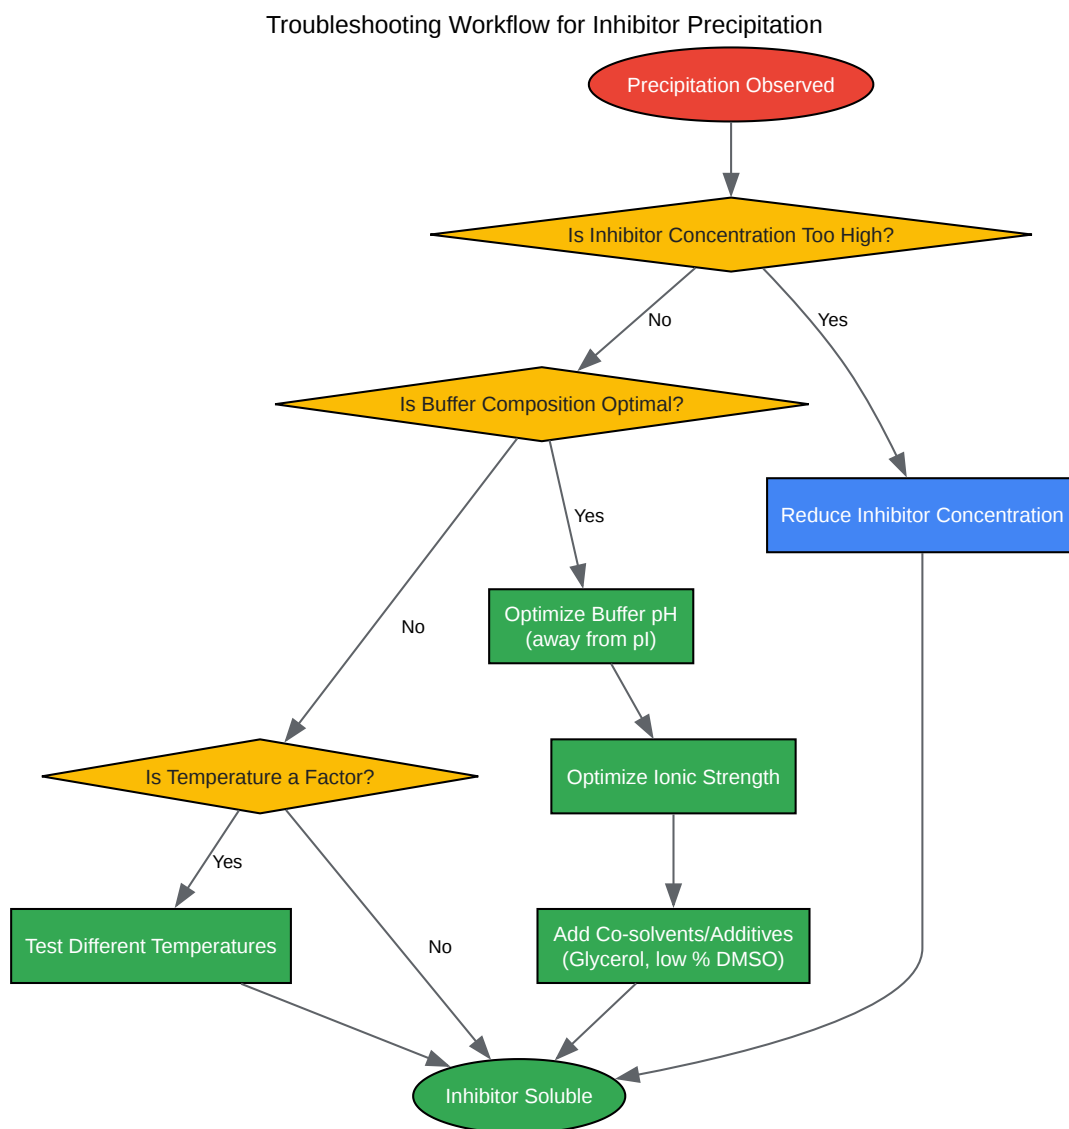 Troubleshooting Workflow for Inhibitor Precipitation
Precipitation Observed
Is Inhibitor Concentration Too High?
No
Yes
Is Buffer Composition Optimal?
Reduce Inhibitor Concentration
Yes
No
Optimize Buffer pH
(away from pI)
Is Temperature a Factor?
Optimize Ionic Strength
Yes
No
Test Different Temperatures
Add Co-solvents/Additives
(Glycerol, low % DMSO)
Inhibitor Soluble